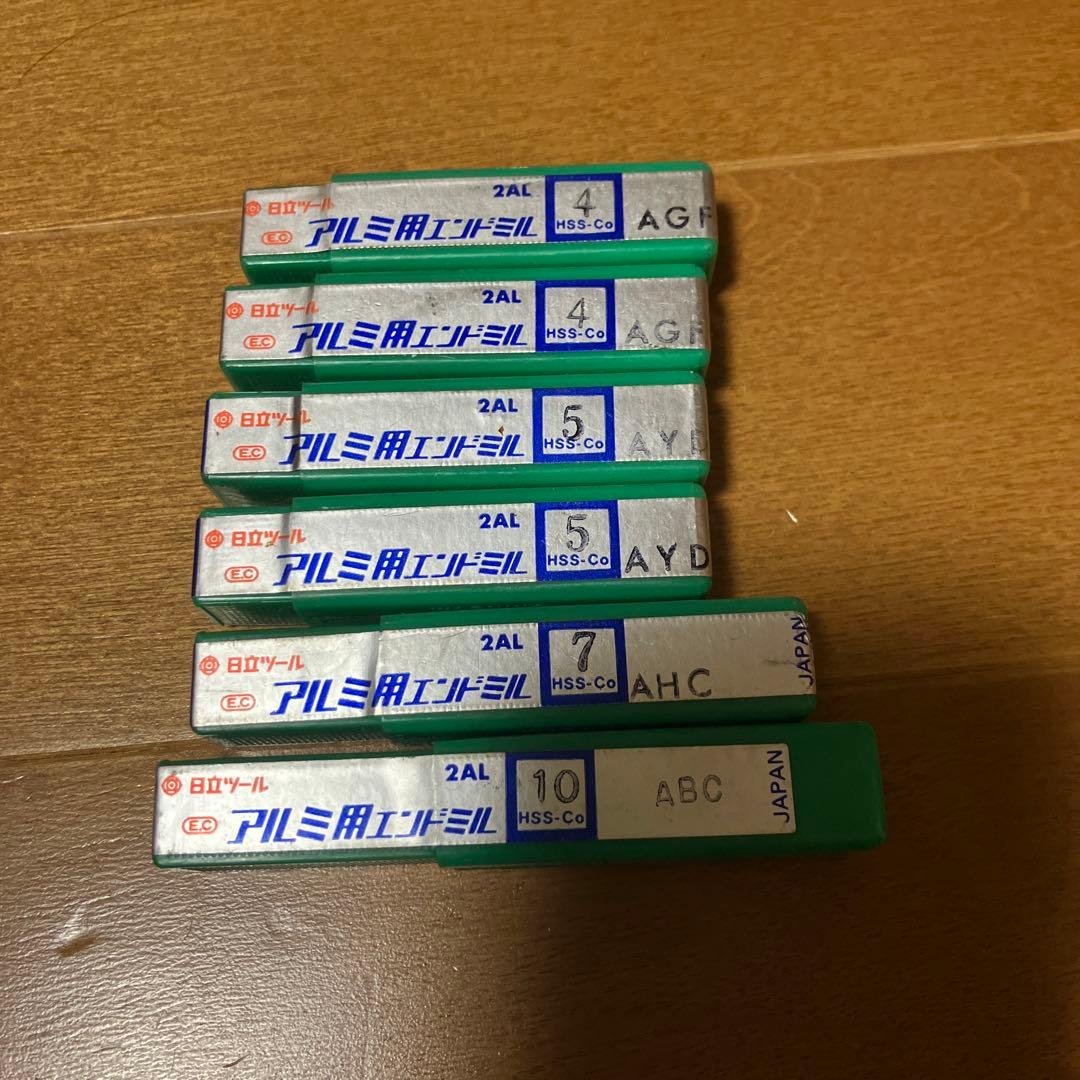 2AL
4
日立ツール
HSS-Co
AGF
E.C
アルミ用エンドミル
2AL
4
日立ツール
HSS-Co
AGF
E.C
アルミ用エンドミル
2AL
5
日立ツール
HSS-Co
E.C
アルミ用エンドミル
2AL
5
日立ツール
HSS-Co
AYD
E.C
アルミ用エンドミル
2AL
7
日立ツール
HSS-Co
AHC
JAPAN
E.C
アルミ用エンドミル
2AL
10
日立ツール
HSS-Co
ABC
JAPAN
E.C
アルミ用エンドミル